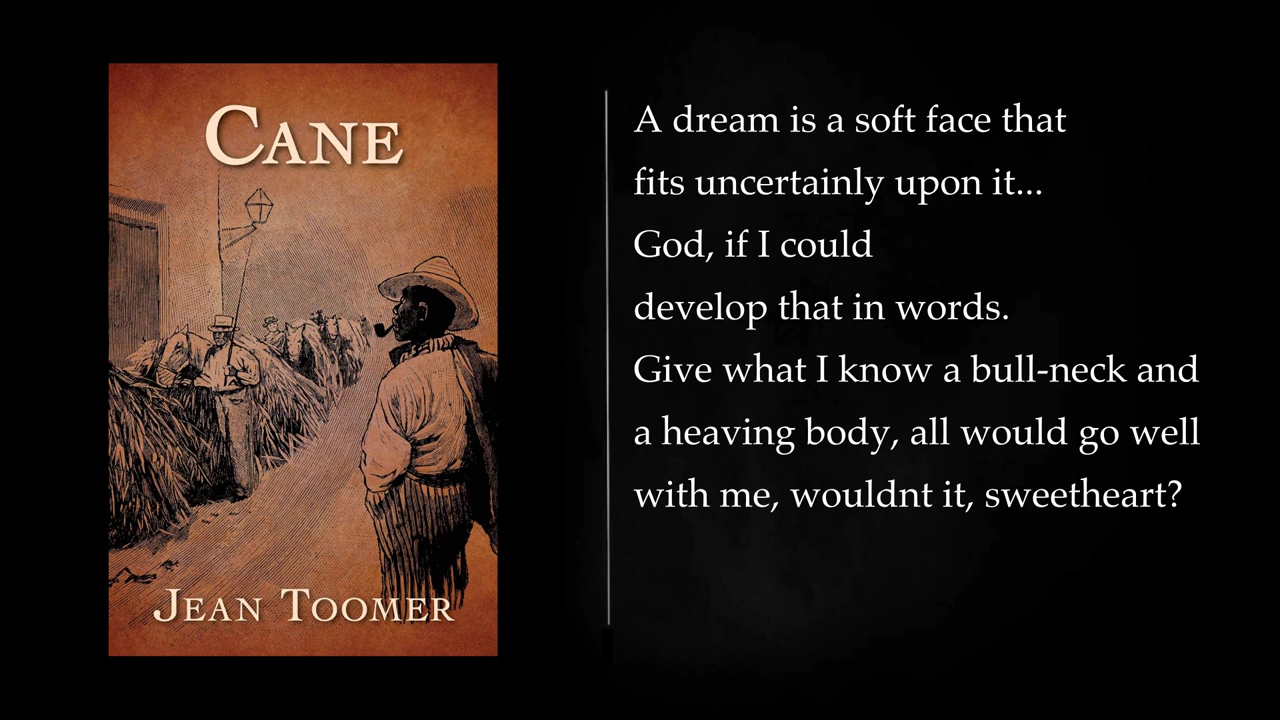 CANE
JEAN TOOMER
A dream is a soft face that
fits uncertainly upon it...
God, if I could
develop that in words.
Give what I know a bull-neck and
a heaving body, all would go well
with me, wouldnt it, sweetheart?